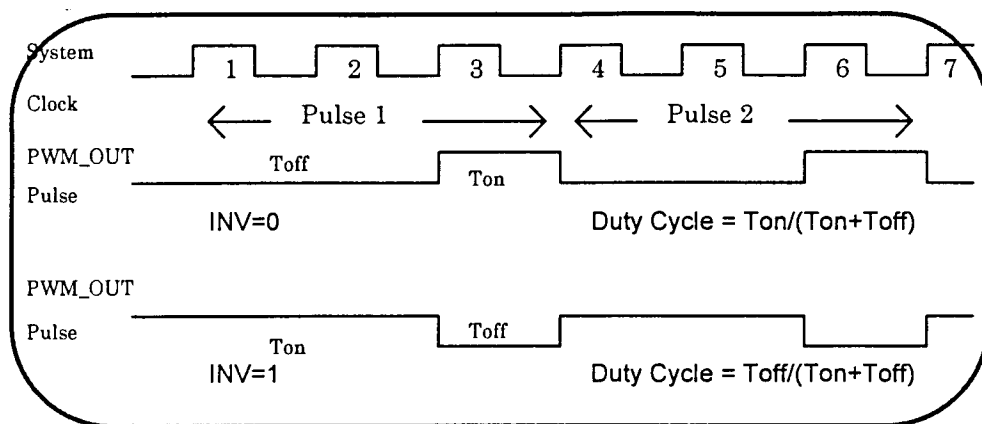 System
1 2 3 4 5 6 7
Clock
Pulse 1 Pulse 2
PWM_OUT
Toff
Ton
Pulse
INV=0 Duty Cycle = Ton/(Ton+Toff)
PWM_OUT
Pulse
Toff
Ton
INV=1 Duty Cycle = Toff/(Ton+Toff)